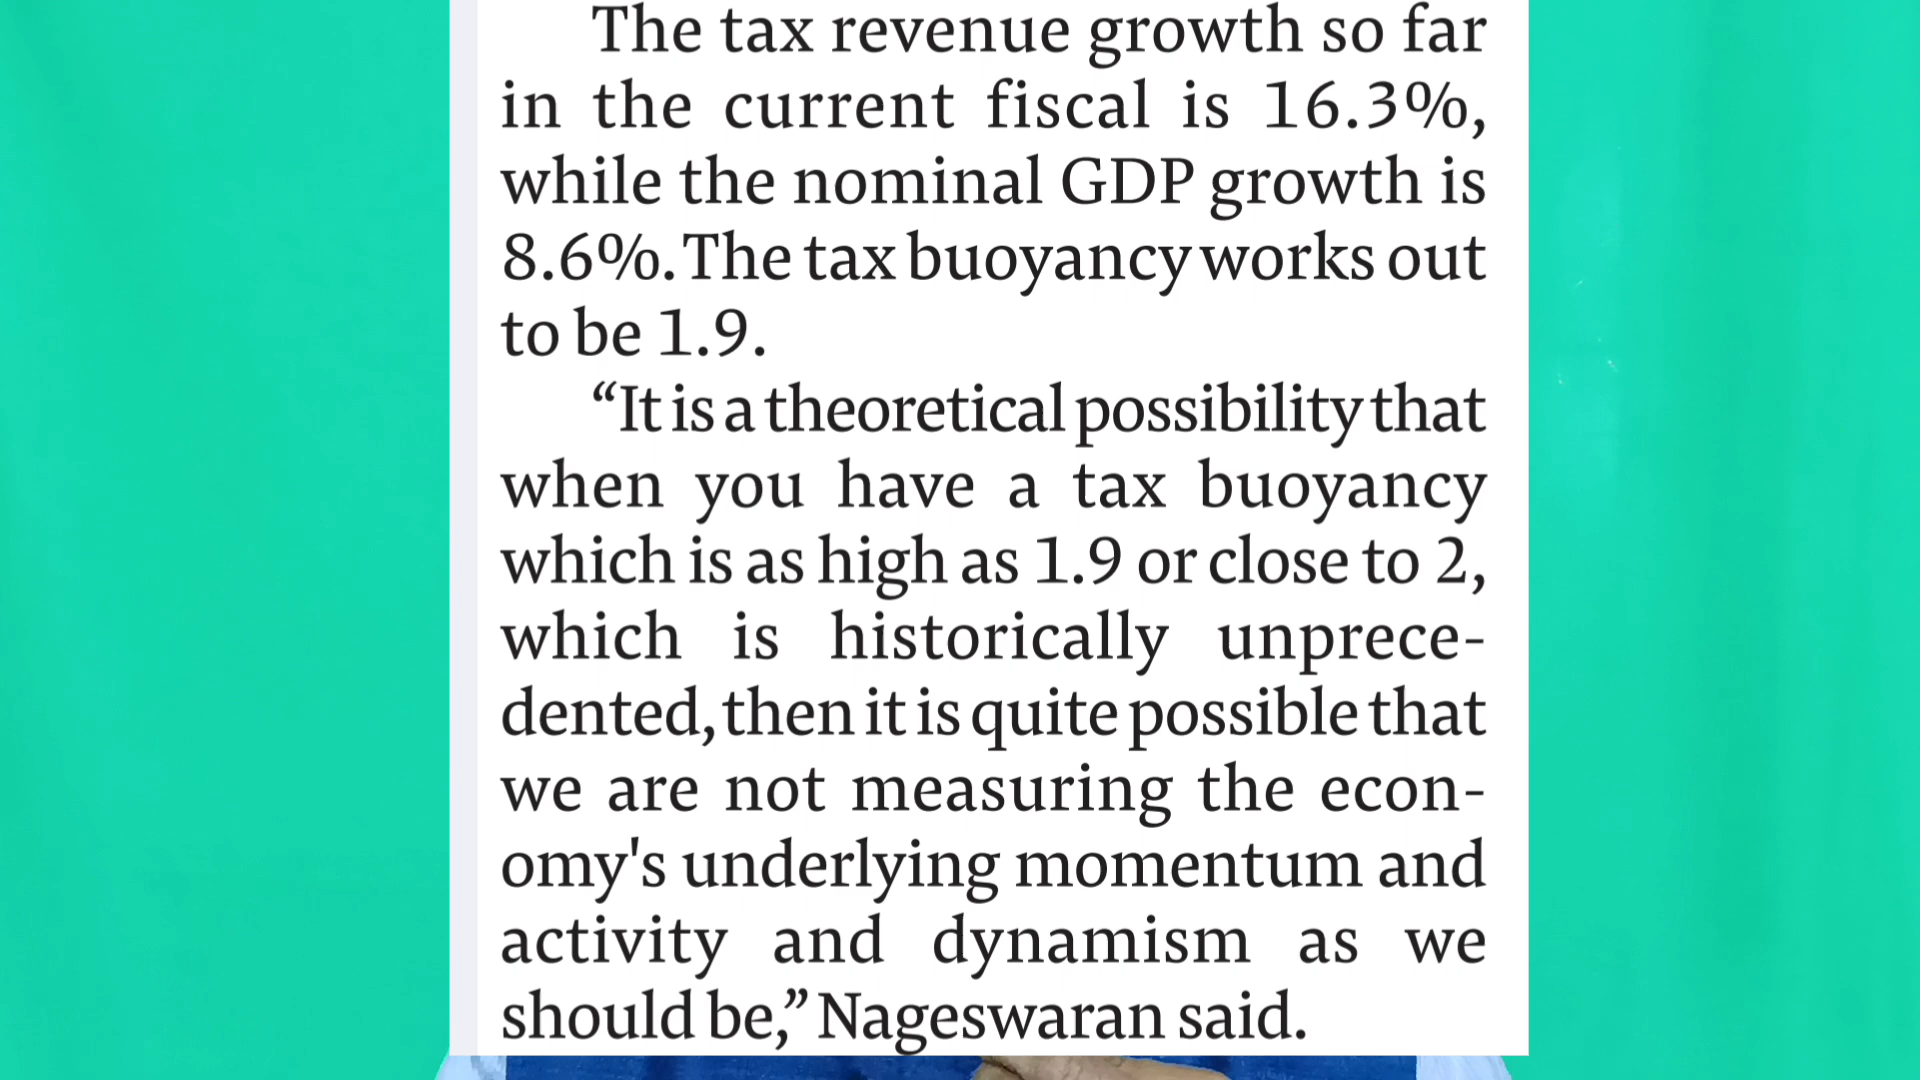 The tax revenue growth so far
in the current fiscal is 16.3%,
while the nominal GDP growth is
8.6%. The tax buoyancy works out
to be 1.9.
“It is a theoretical possibility that
when you have a tax buoyancy
which is as high as 1.9 or close to 2,
which is historically unprece-
dented, then it is quite possible that
we are not measuring the econ-
omy's underlying momentum and
activity and dynamism as we
should be,” Nageswaran said.